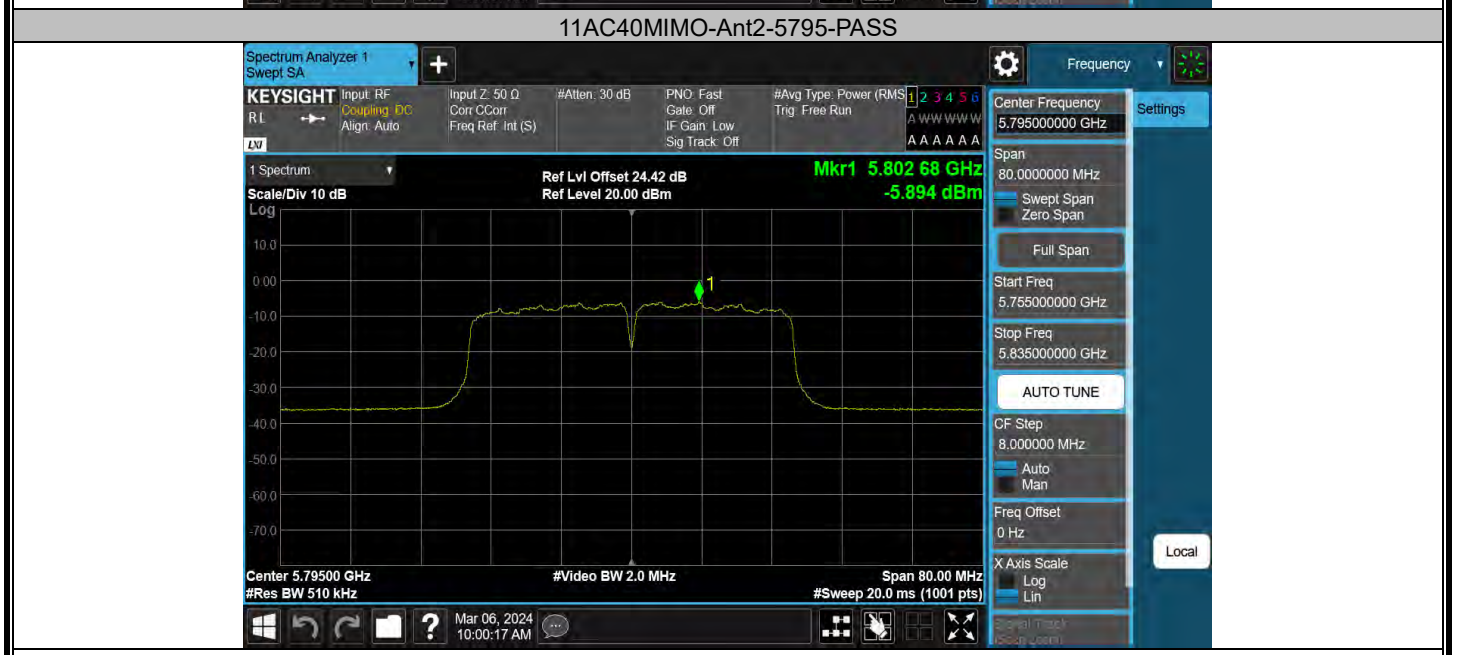 11AC40MIMO-Ant2-5795-PASS
Spectrum Analyzer 1
Swept SA
+
Frequency
KEYSIGHT
RL
LXI
Input: RF
Coupling: DC
Align: Auto
Input Z: 50 Ω
Corr CCorr
Freq Ref: Int (S)
#Atten: 30 dB
PNO: Fast
Gate: Off
IF Gain: Low
Sig Track: Off
#Avg Type: Power (RMS
Trig: Free Run
1 2 3 4 5 6
A W W W W W
A A A A A A
Center Frequency
5.795000000 GHz
Settings
1 Spectrum
Scale/Div 10 dB
Log
Ref Lvl Offset 24.42 dB
Ref Level 20.00 dBm
Mkr1 5.802 68 GHz
-5.894 dBm
Span
80.0000000 MHz
Swept Span
Zero Span
Full Span
Start Freq
5.755000000 GHz
Stop Freq
5.835000000 GHz
AUTO TUNE
CF Step
8.000000 MHz
Auto
Man
Freq Offset
0 Hz
X Axis Scale
Log
Lin
Signal Track
(Span Zoom)
Local
10.0
0.00
-10.0
-20.0
-30.0
-40.0
-50.0
-60.0
-70.0
1
Center 5.79500 GHz
#Res BW 510 kHz
#Video BW 2.0 MHz
Span 80.00 MHz
#Sweep 20.0 ms (1001 pts)
?
Mar 06, 2024
10:00:17 AM